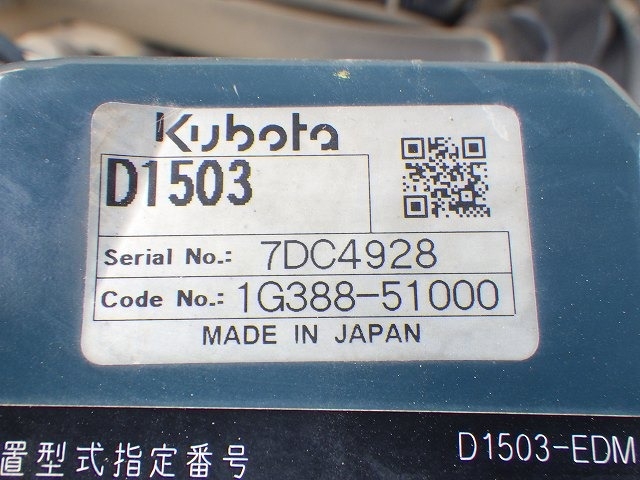 Kubota
D1503
Serial No.: 7DC4928
Code No.: 1G388-51000
MADE IN JAPAN
置型式指定番号 D1503-EDM